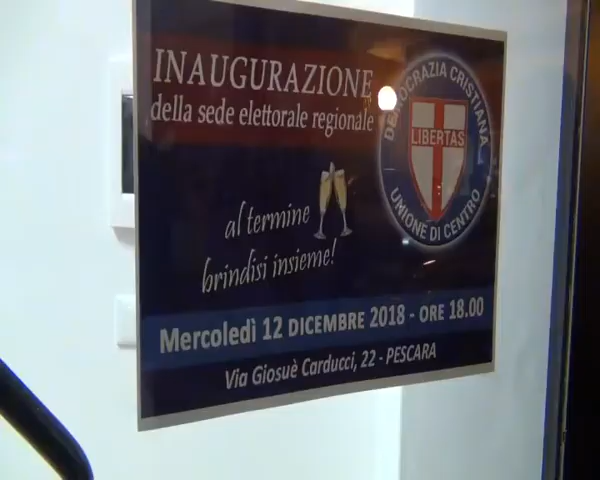 INAUGURAZIONE
della sede elettorale regionale
DEMOCRAZIA CRISTIANA
LIBERTAS
UNIONE DI CENTRO
al termine
brindisi insieme!
Mercoledì 12 DICEMBRE 2018 - ORE 18.00
Via Giosuè Carducci, 22 - PESCARA